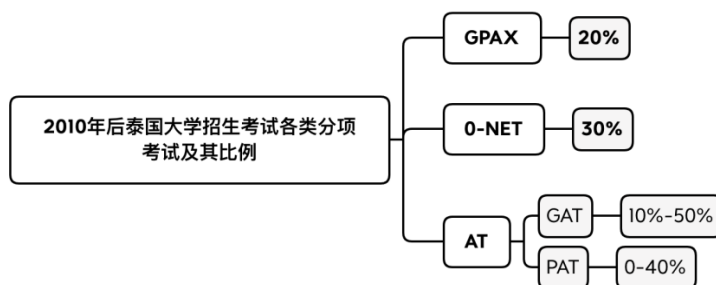 2010年后泰国大学招生考试各类分项
考试及其比例
GPAX
20%
0-NET
30%
AT
GAT
10%-50%
PAT
0-40%